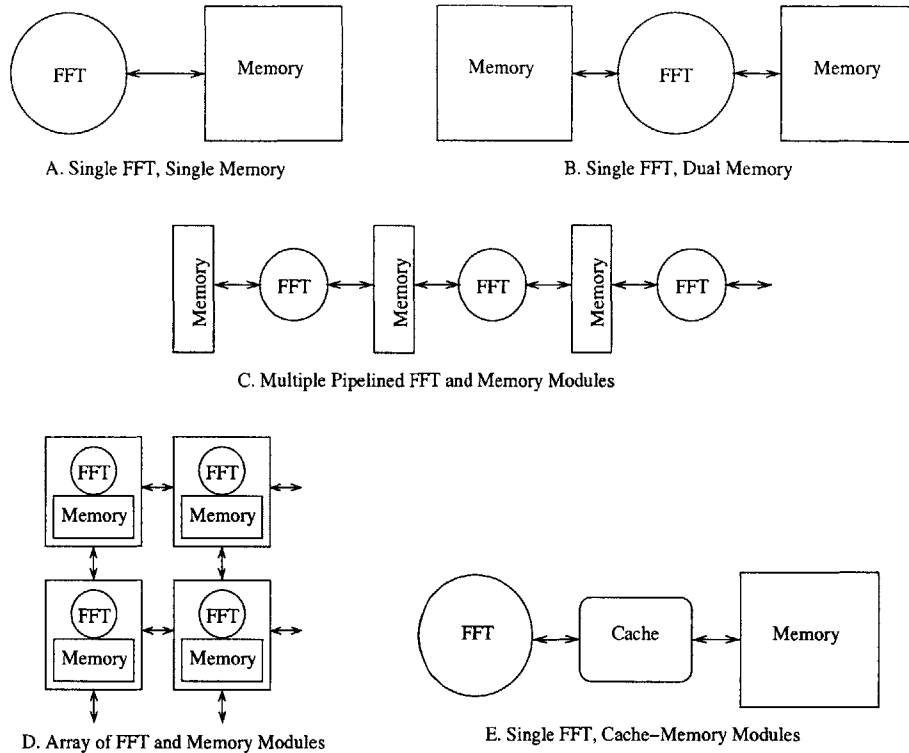 FFT
Memory
A. Single FFT, Single Memory
Memory
FFT
Memory
B. Single FFT, Dual Memory
Memory
FFT
Memory
FFT
Memory
FFT
C. Multiple Pipelined FFT and Memory Modules
FFT
Memory
FFT
Memory
FFT
Memory
FFT
Memory
D. Array of FFT and Memory Modules
FFT
Cache
Memory
E. Single FFT, Cache–Memory Modules